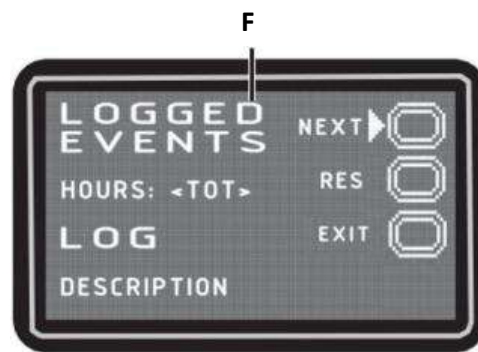 F
LOGGED
EVENTS
NEXT
HOURS: <TOT>
RES
LOG
EXIT
DESCRIPTION